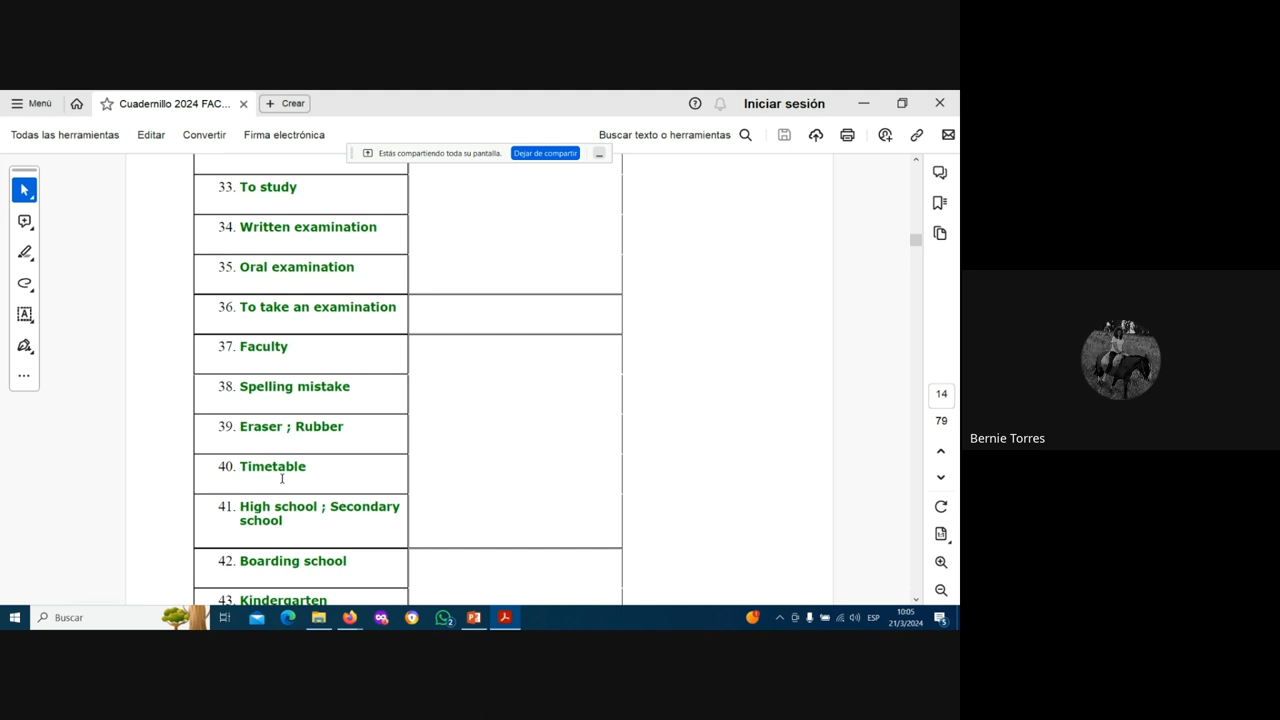 Menú
Cuadernillo 2024 FAC...
Crear
Iniciar sesión
Todas las herramientas
Editar
Convertir
Firma electrónica
Buscar texto o herramientas
Estás compartiendo toda su pantalla.
Dejar de compartir
33. To study
34. Written examination
35. Oral examination
36. To take an examination
37. Faculty
38. Spelling mistake
39. Eraser ; Rubber
40. Timetable
41. High school ; Secondary
school
42. Boarding school
43. Kindergarten
14
79
Bernie Torres
Buscar
ESP
10:05
21/3/2024